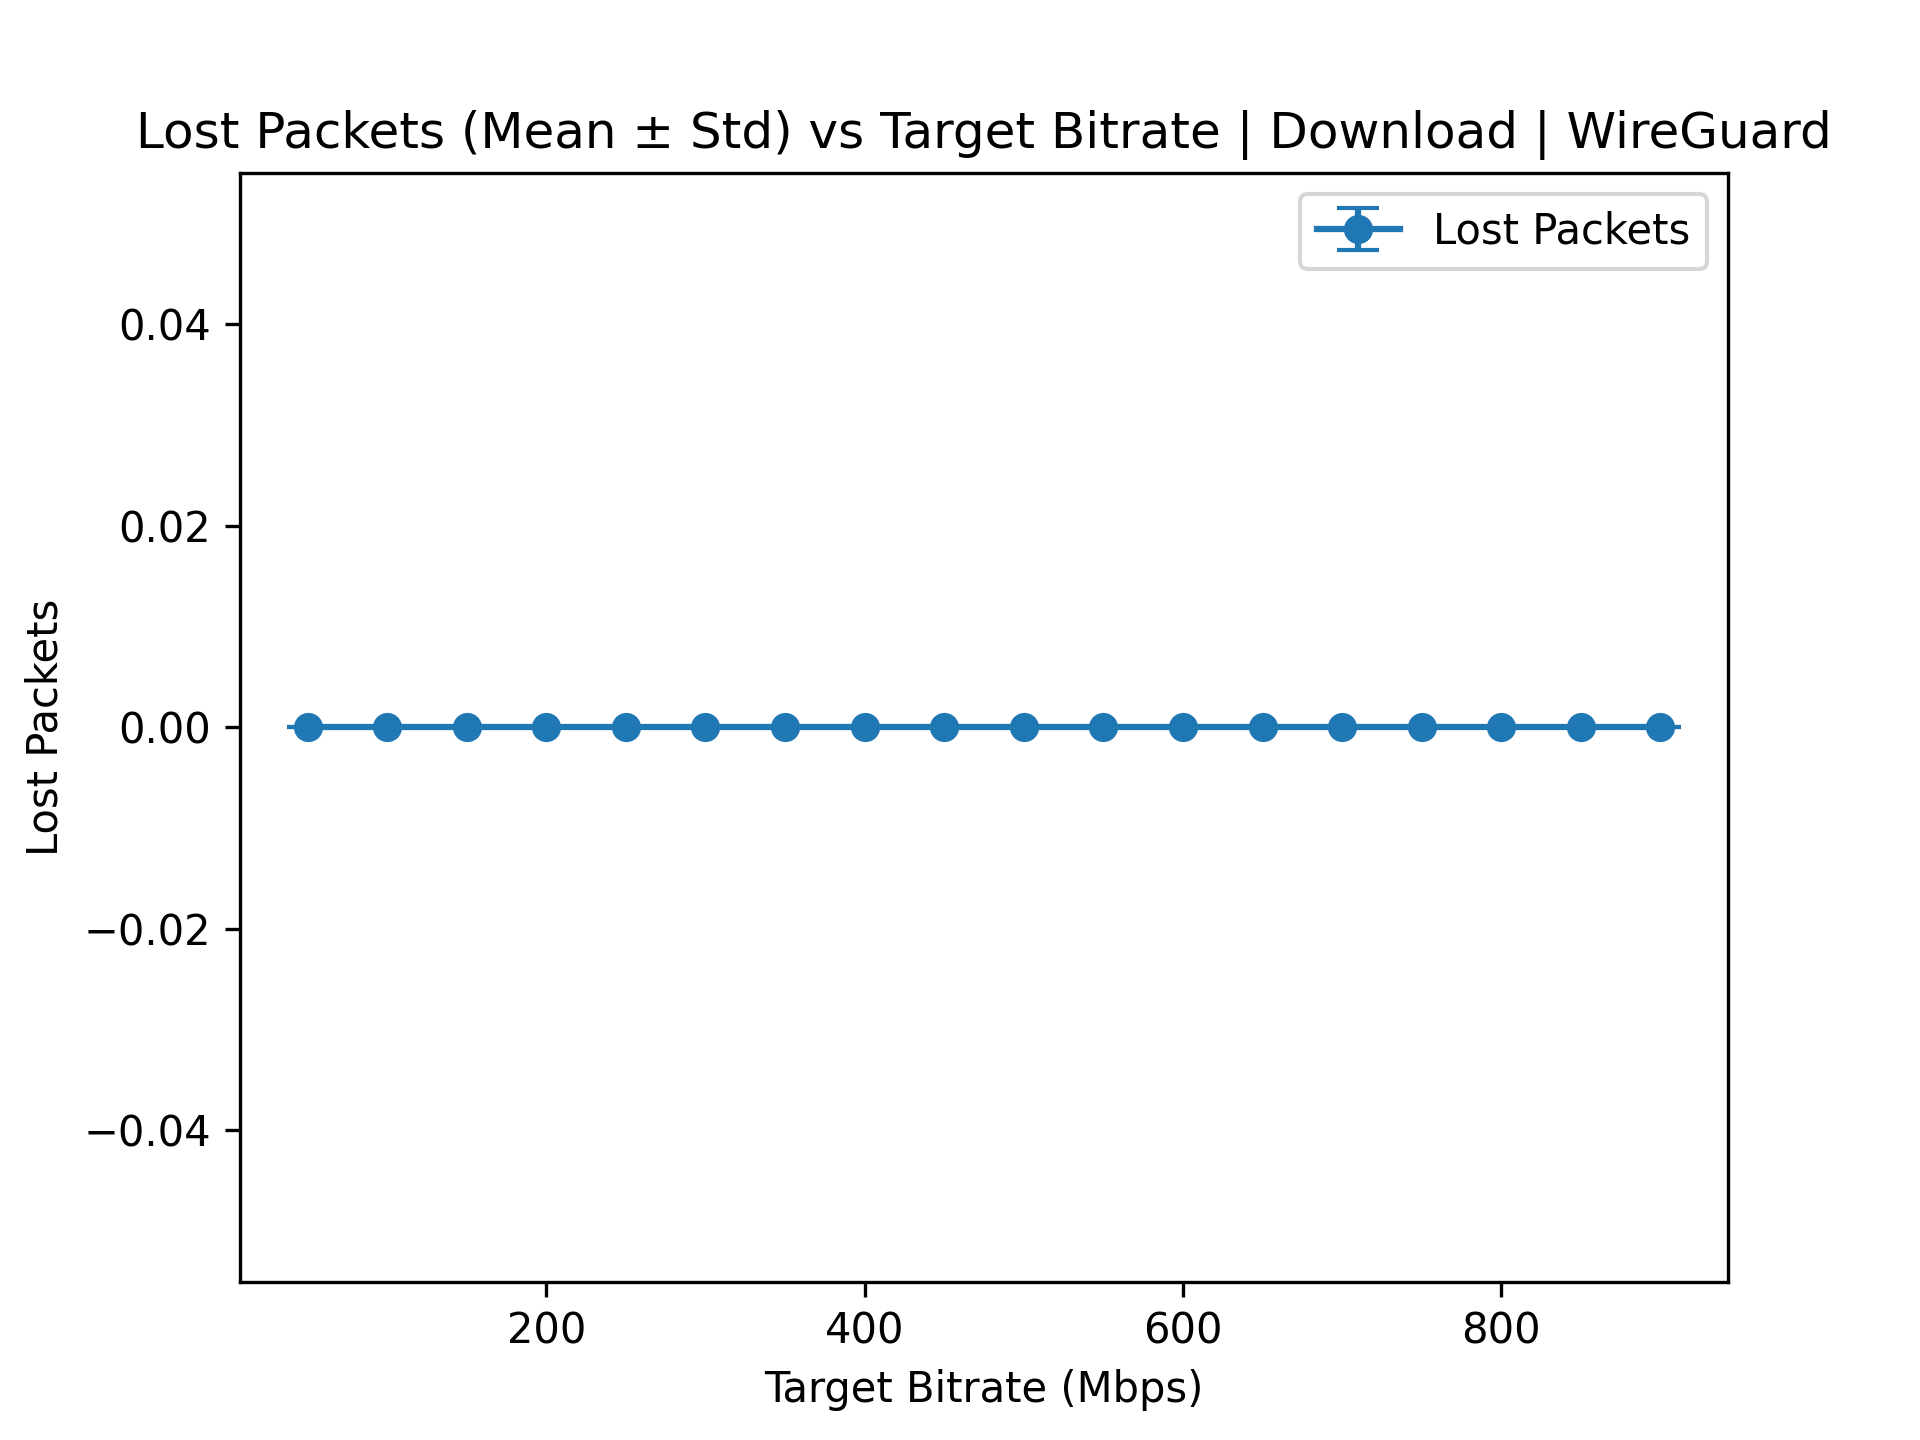 Lost Packets (Mean ± Std) vs Target Bitrate | Download | WireGuard
Lost Packets
0.04
0.02
0.00
−0.02
−0.04
Lost Packets
200 400 600 800
Target Bitrate (Mbps)